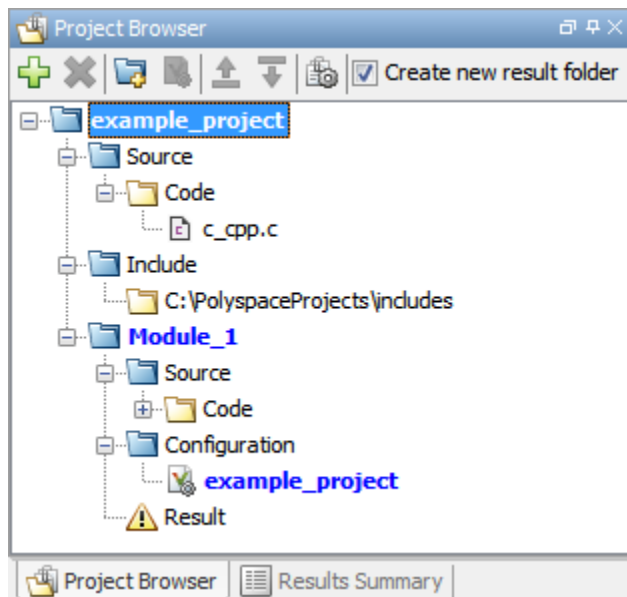 Project Browser
Create new result folder
example_project
Source
Code
c_cpp.c
Include
C:\PolyspaceProjects\includes
Module_1
Source
Code
Configuration
example_project
Result
Project Browser Results Summary